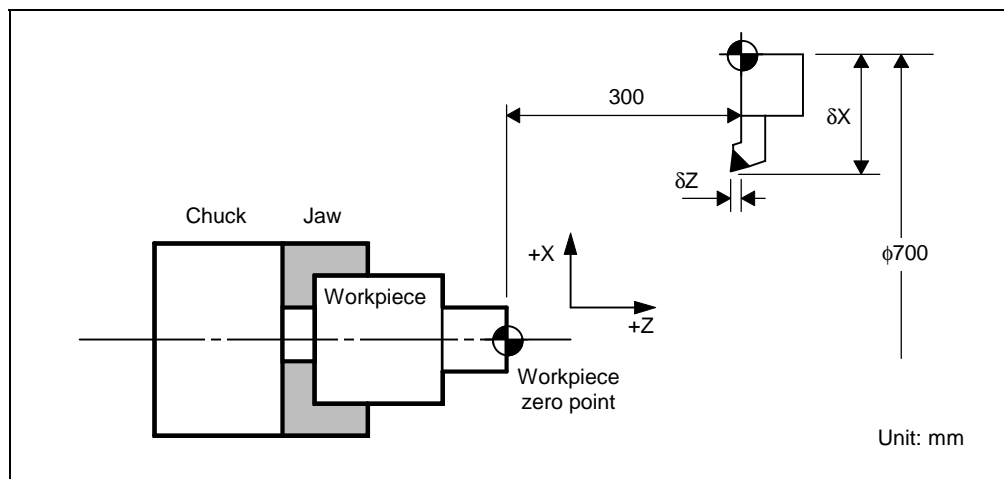 300
δX
δZ
Chuck
Jaw
+X
ϕ700
Workpiece
+Z
Workpiece
zero point
Unit: mm